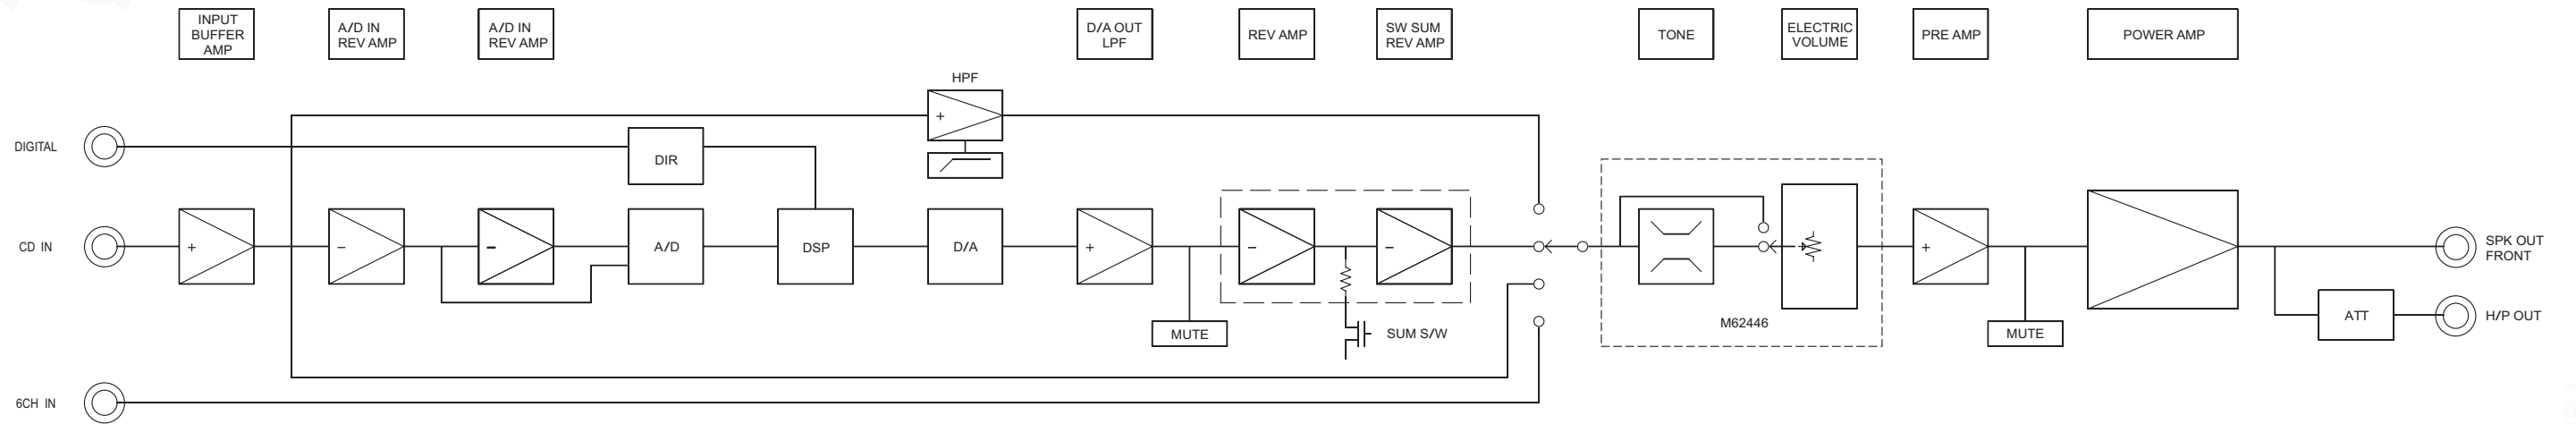 INPUT
BUFFER
AMP
A/D IN
REV AMP
A/D IN
REV AMP
D/A OUT
LPF
REV AMP
SW SUM
REV AMP
TONE
ELECTRIC
VOLUME
PRE AMP
POWER AMP
HPF
+
DIGITAL
DIR
CD IN
+
−
−
A/D
DSP
D/A
+
−
−
+
SPK OUT
FRONT
MUTE
SUM S/W
M62446
MUTE
ATT
H/P OUT
6CH IN